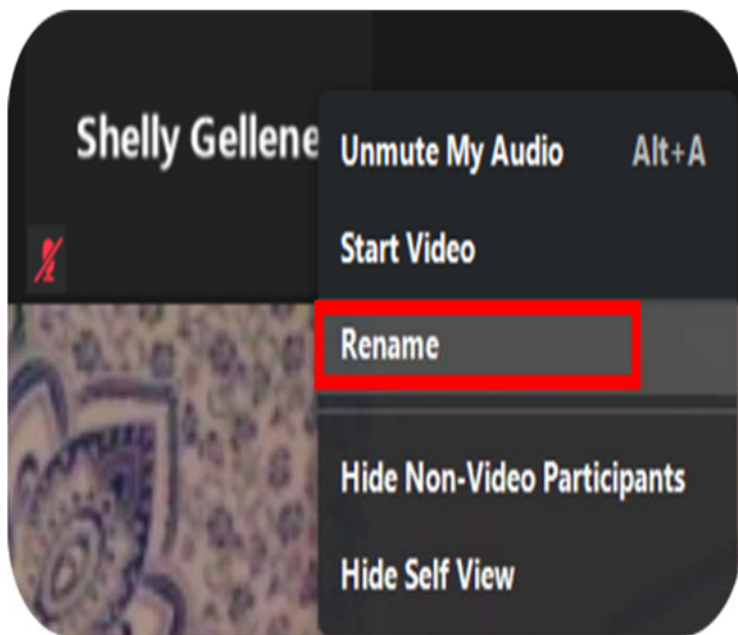 Shelly Gellene
Unmute My Audio Alt+A
Start Video
Rename
Hide Non-Video Participants
Hide Self View